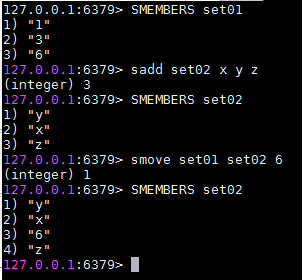 127.0.0.1:6379> SMEMBERS set01
1) "1"
2) "3"
3) "6"
127.0.0.1:6379> sadd set02 x y z
(integer) 3
127.0.0.1:6379> SMEMBERS set02
1) "y"
2) "x"
3) "z"
127.0.0.1:6379> smove set01 set02 6
(integer) 1
127.0.0.1:6379> SMEMBERS set02
1) "y"
2) "x"
3) "6"
4) "z"
127.0.0.1:6379>